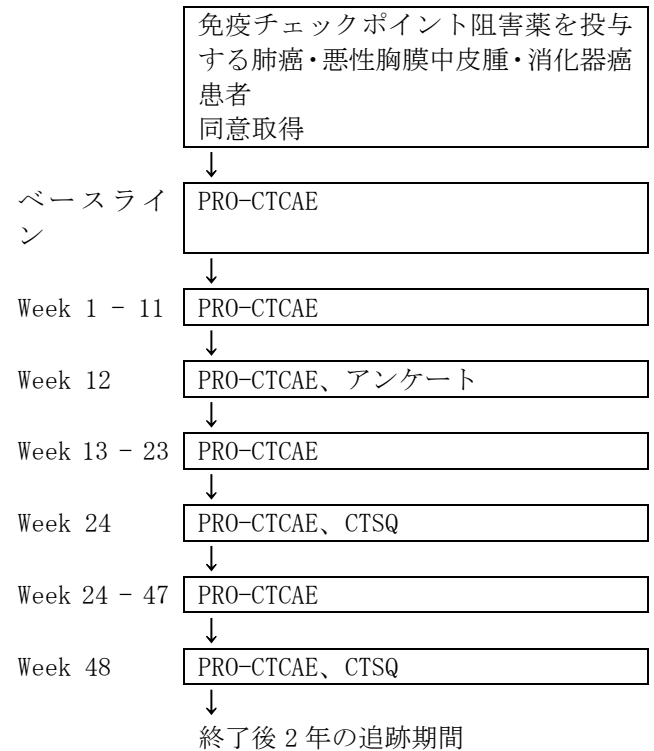 免疫チェックポイント阻害薬を投与
する肺癌・悪性胸膜中皮腫・消化器癌
患者
同意取得
↓
ベースライ
ン
PRO-CTCAE
↓
Week 1 - 11 PRO-CTCAE
↓
Week 12 PRO-CTCAE、アンケート
↓
Week 13 - 23 PRO-CTCAE
↓
Week 24 PRO-CTCAE、CTSQ
↓
Week 24 - 47 PRO-CTCAE
↓
Week 48 PRO-CTCAE、CTSQ
↓
終了後 2 年の追跡期間